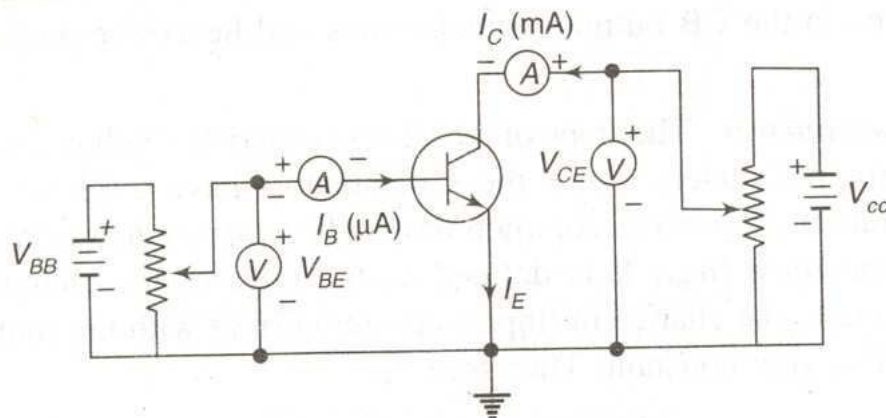 I_C (mA)
− A +
+ A −
+
−
I_B (μA)
V_BB
+
−
+
V
−
V_BE
V_CE
+
V
−
I_E
+
−
V_cc